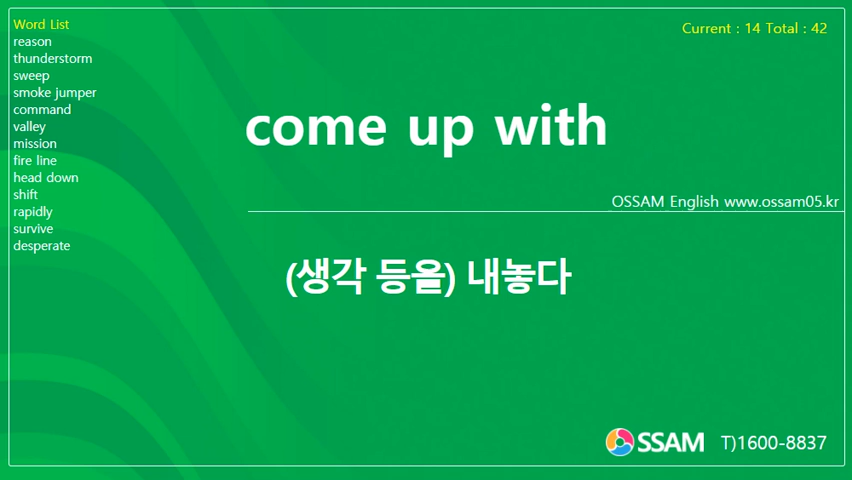 Word List
reason
thunderstorm
sweep
smoke jumper
command
valley
mission
fire line
head down
shift
rapidly
survive
desperate
Current : 14 Total : 42
come up with
OSSAM English www.ossam05.kr
(생각 등을) 내놓다
OSSAM T)1600-8837